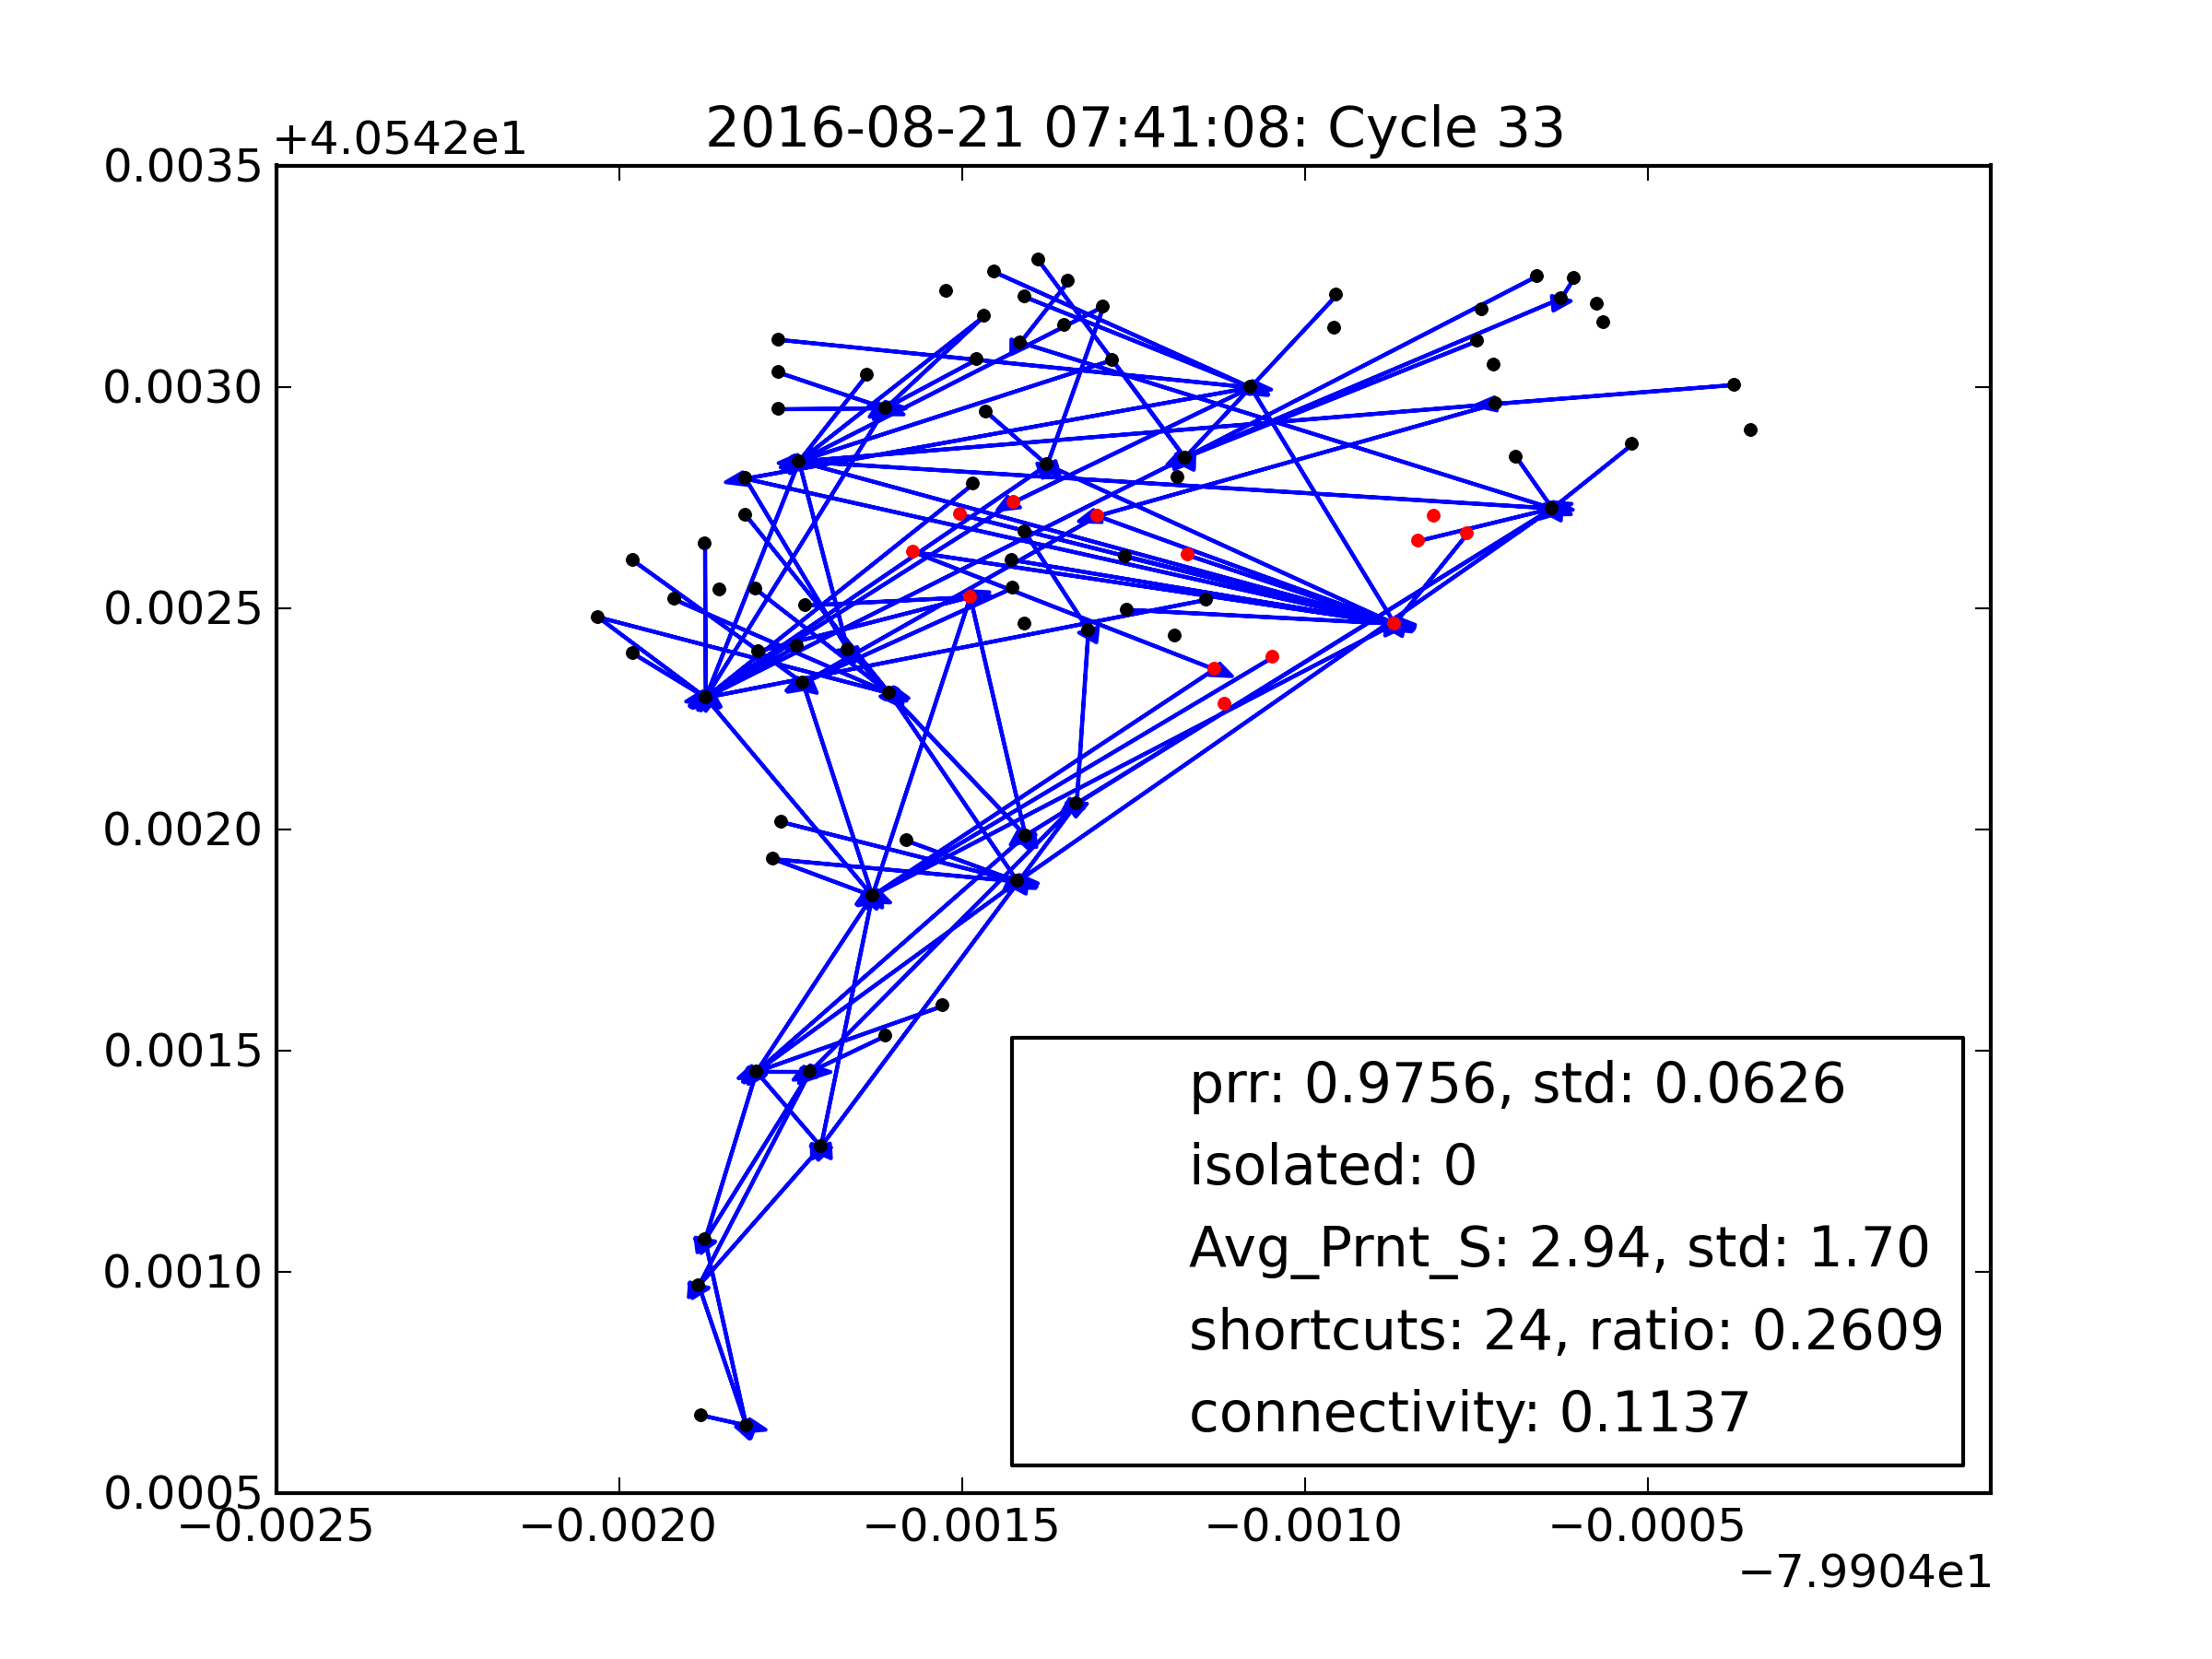 2016-08-21 07:41:08: Cycle 33
+4.0542e1
0.0035
0.0030
0.0025
0.0020
0.0015
0.0010
0.0005
prr: 0.9756, std: 0.0626
isolated: 0
Avg_Prnt_S: 2.94, std: 1.70
shortcuts: 24, ratio: 0.2609
connectivity: 0.1137
−0.0025 −0.0020 −0.0015 −0.0010 −0.0005
−7.9904e1